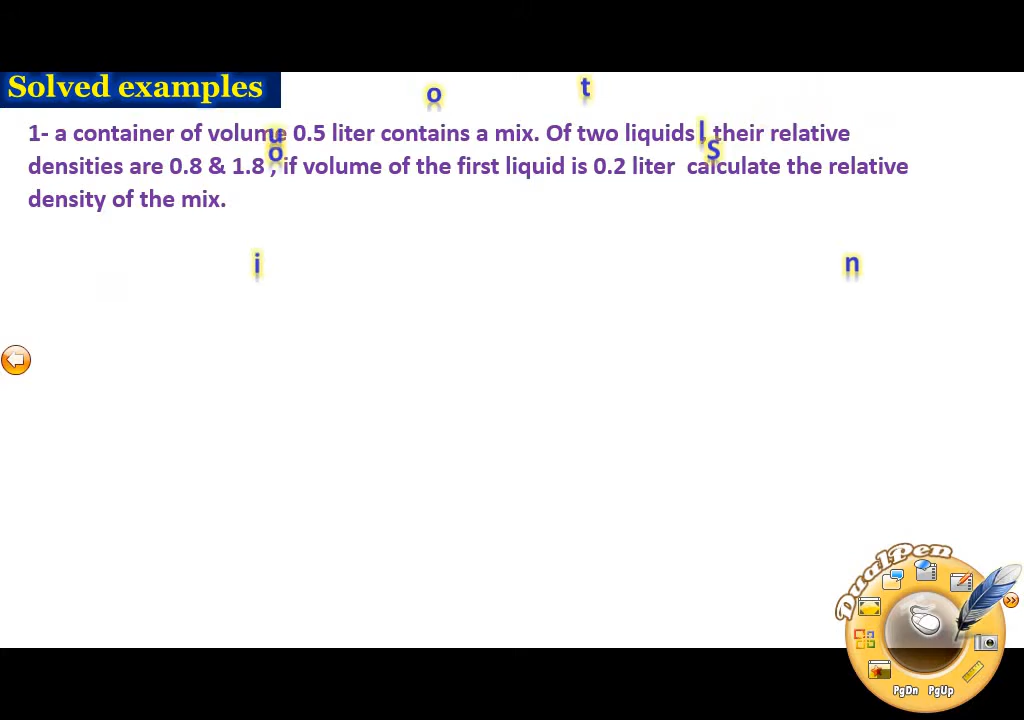 Solved examples
o
t
1- a container of volume 0.5 liter contains a mix. Of two liquids , their relative
u
l
o
S
densities are 0.8 & 1.8 , if volume of the first liquid is 0.2 liter calculate the relative
density of the mix.
i
n
DualPen
PgDn PgUp